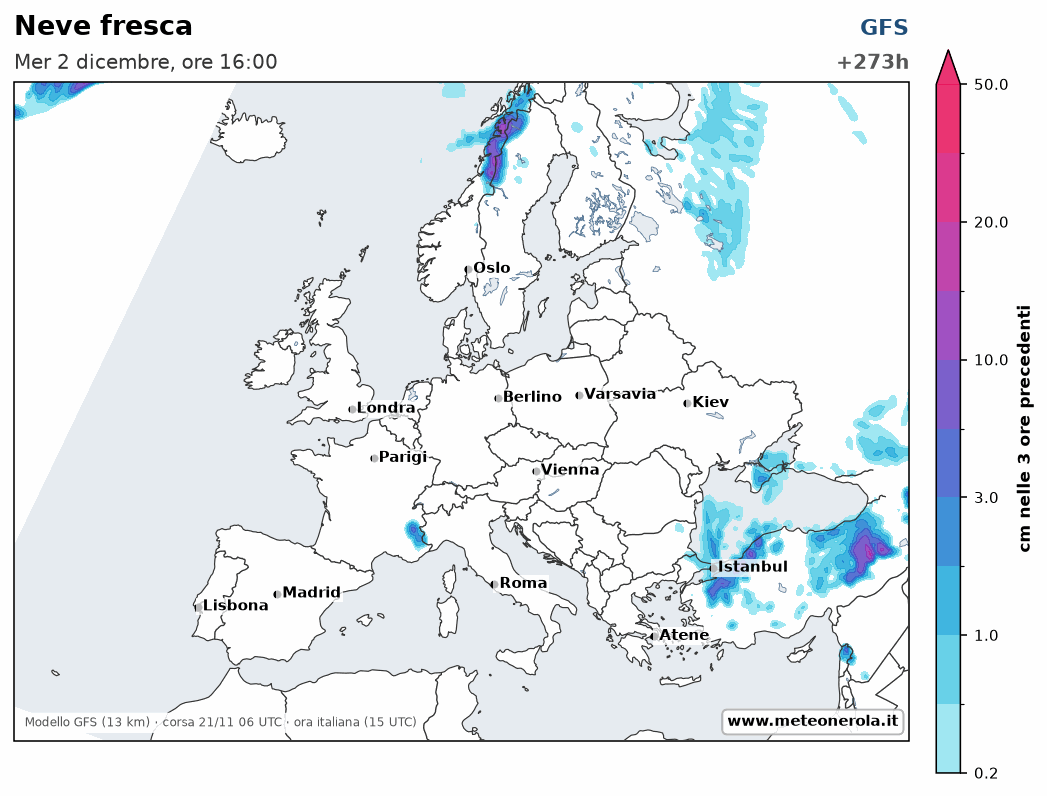 Neve fresca
GFS
Mer 2 dicembre, ore 16:00
+273h
50.0
20.0
10.0
3.0
1.0
0.2
cm nelle 3 ore precedenti
Oslo
Berlino
Varsavia
Kiev
Londra
Parigi
Vienna
Istanbul
Roma
Madrid
Lisbona
Atene
Modello GFS (13 km) · corsa 21/11 06 UTC · ora italiana (15 UTC)
www.meteonerola.it